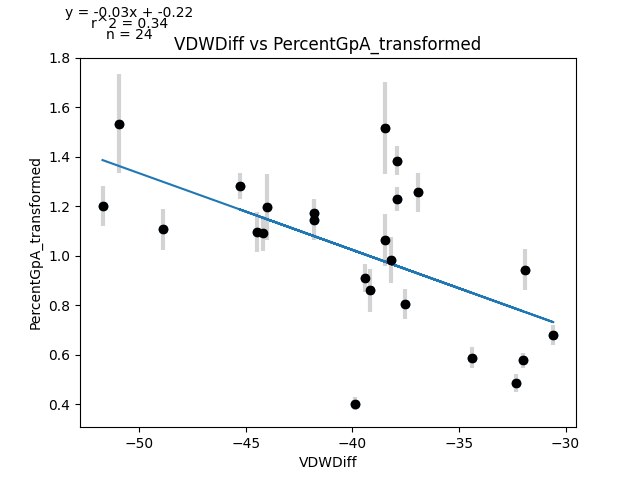 y = -0.03x + -0.22
r^2 = 0.34
n = 24
VDWDiff vs PercentGpA_transformed
1.8
1.6
1.4
1.2
1.0
0.8
0.6
0.4
PercentGpA_transformed
−50
−45
−40
−35
−30
VDWDiff